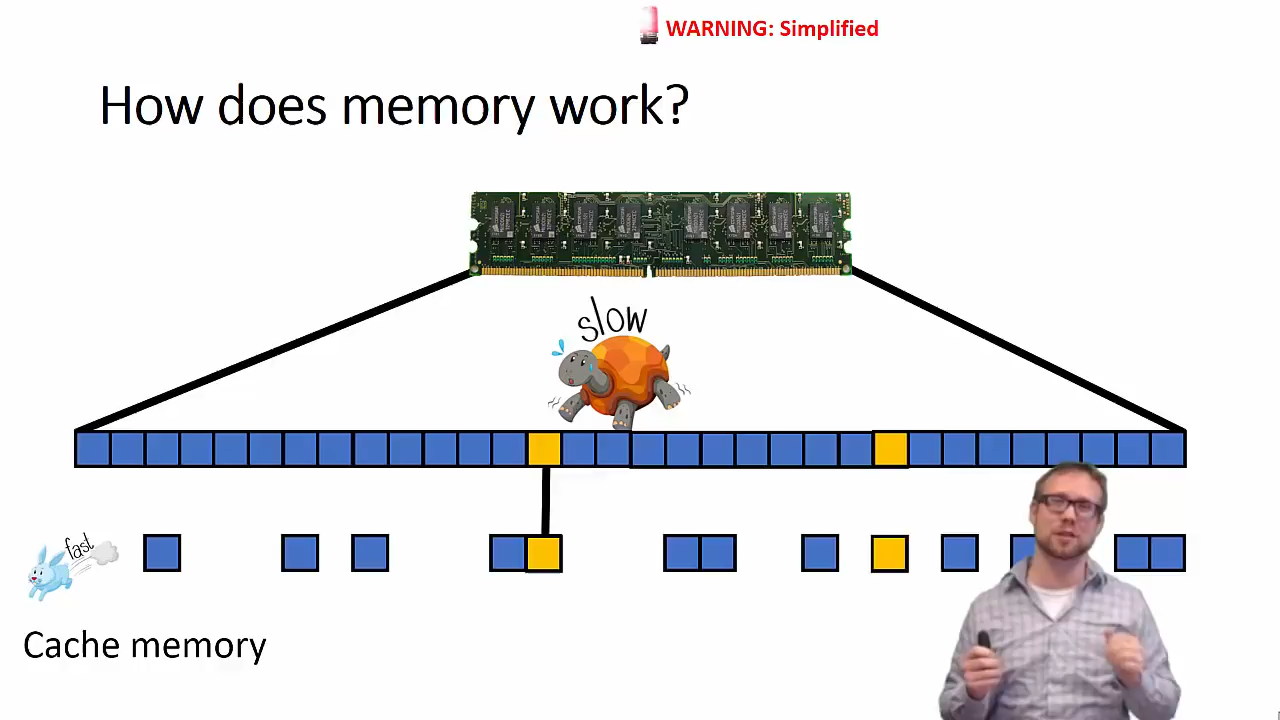 WARNING: Simplified
How does memory work?
slow
fast
Cache memory